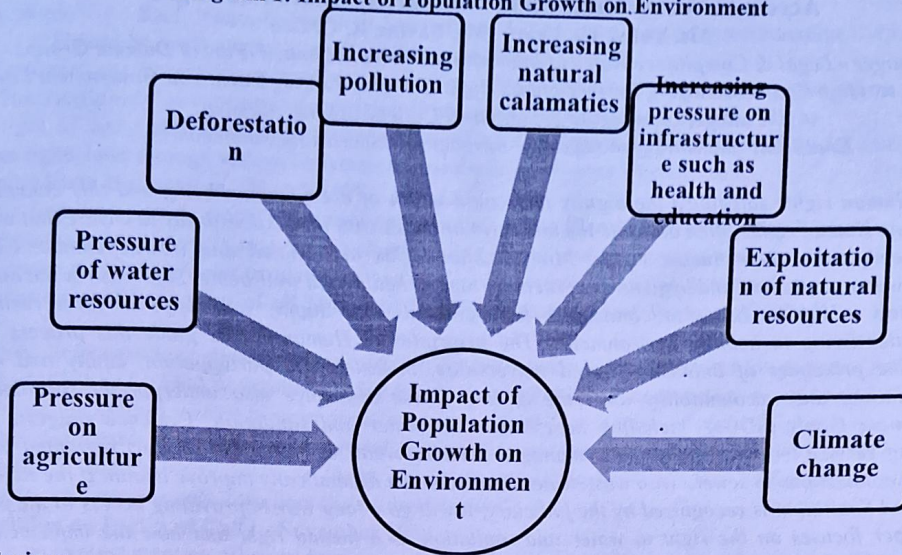 Impact of Population Growth on Environment
Increasing
pollution
Increasing
natural
calamaties
Deforestatio
n
Increasing
pressure on
infrastructur
e such as
health and
education
Pressure
of water
resources
Exploitatio
n of natural
resources
Pressure
on
agricultur
e
Impact of
Population
Growth on
Environmen
t
Climate
change